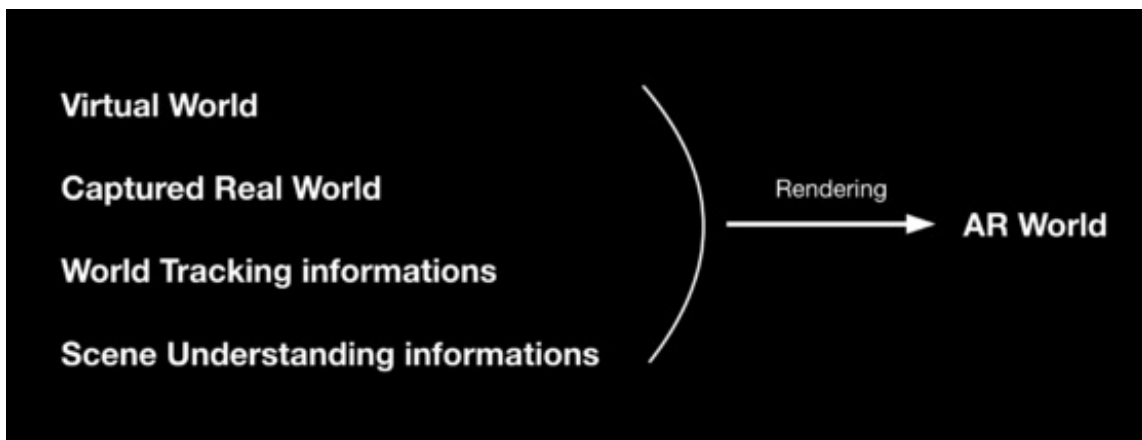 Virtual World
Captured Real World
World Tracking informations
Scene Understanding informations
Rendering
AR World